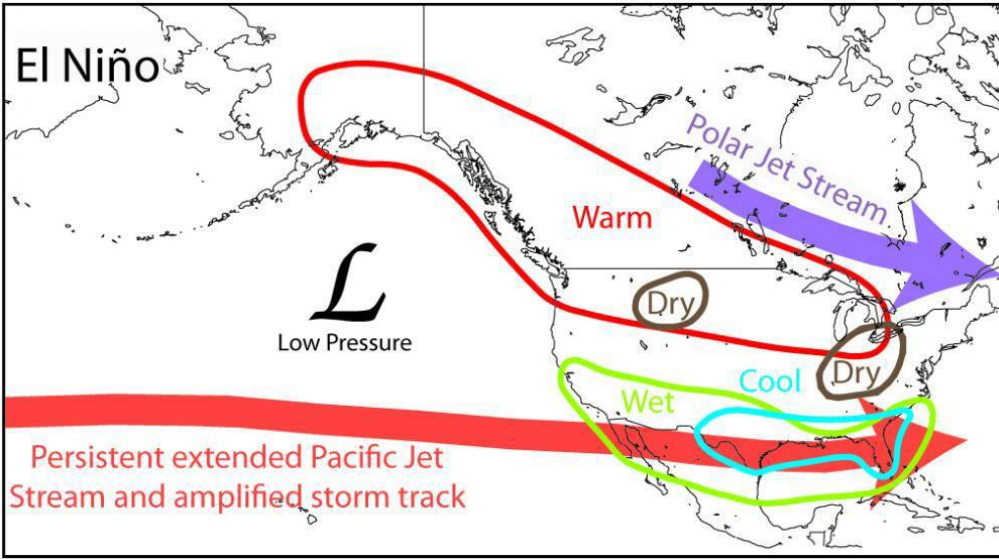 El Niño
Polar Jet Stream
Warm
Dry
L
Low Pressure
Dry
Cool
Wet
Persistent extended Pacific Jet
Stream and amplified storm track